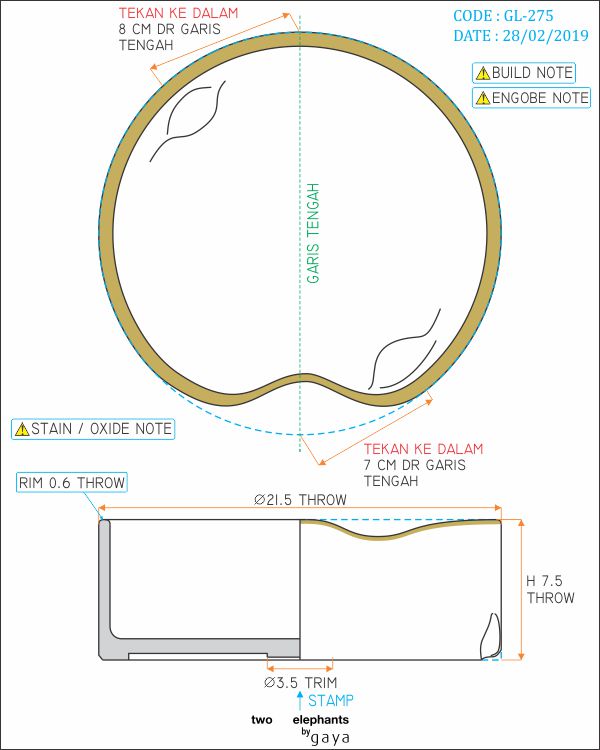 TEKAN KE DALAM
8 CM DR GARIS
TENGAH
CODE : GL-275
DATE : 28/02/2019
BUILD NOTE
ENGOBE NOTE
GARIS TENGAH
STAIN / OXIDE NOTE
TEKAN KE DALAM
7 CM DR GARIS
TENGAH
RIM 0.6 THROW
∅21.5 THROW
H 7.5
THROW
∅3.5 TRIM
STAMP
two elephants
by gaya